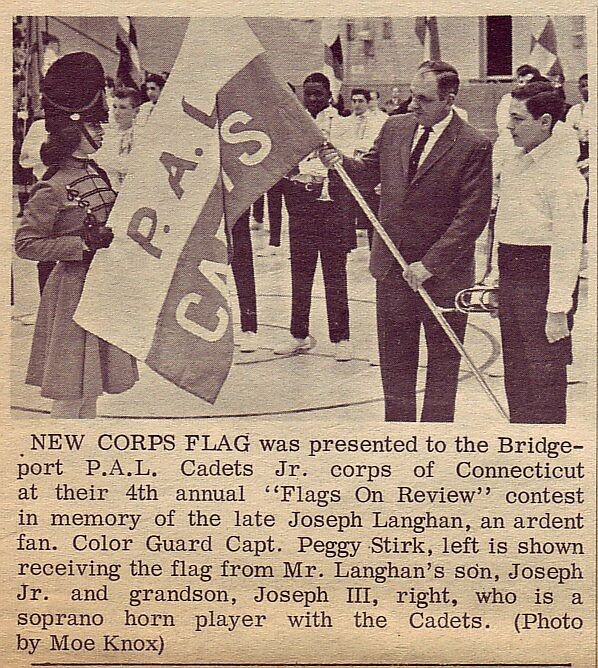 P.A.L.
CA TS
NEW CORPS FLAG was presented to the Bridge-
port P.A.L. Cadets Jr. corps of Connecticut
at their 4th annual "Flags On Review" contest
in memory of the late Joseph Langhan, an ardent
fan. Color Guard Capt. Peggy Stirk, left is shown
receiving the flag from Mr. Langhan's son, Joseph
Jr. and grandson, Joseph III, right, who is a
soprano horn player with the Cadets. (Photo
by Moe Knox)